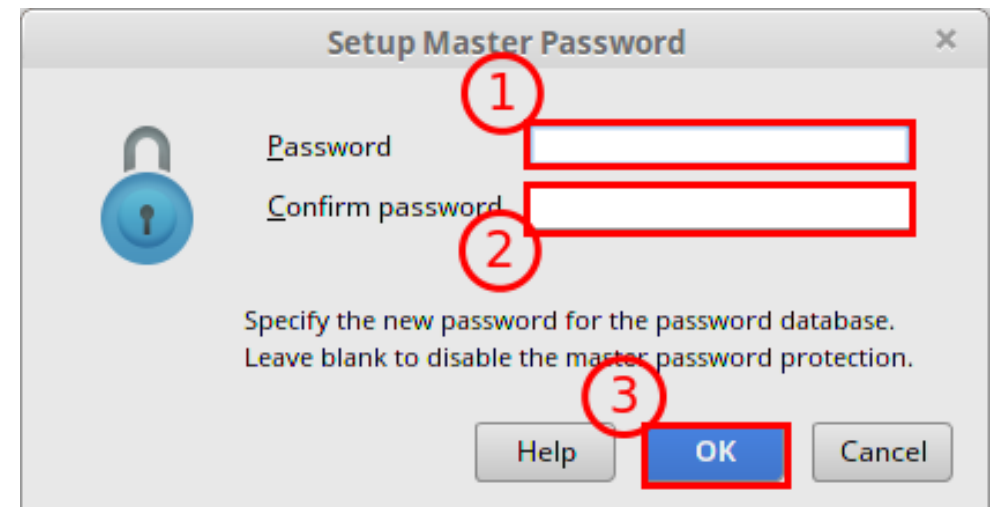 Setup Master Password ×
1
Password
Confirm password
2
Specify the new password for the password database.
Leave blank to disable the master password protection.
3
Help OK Cancel